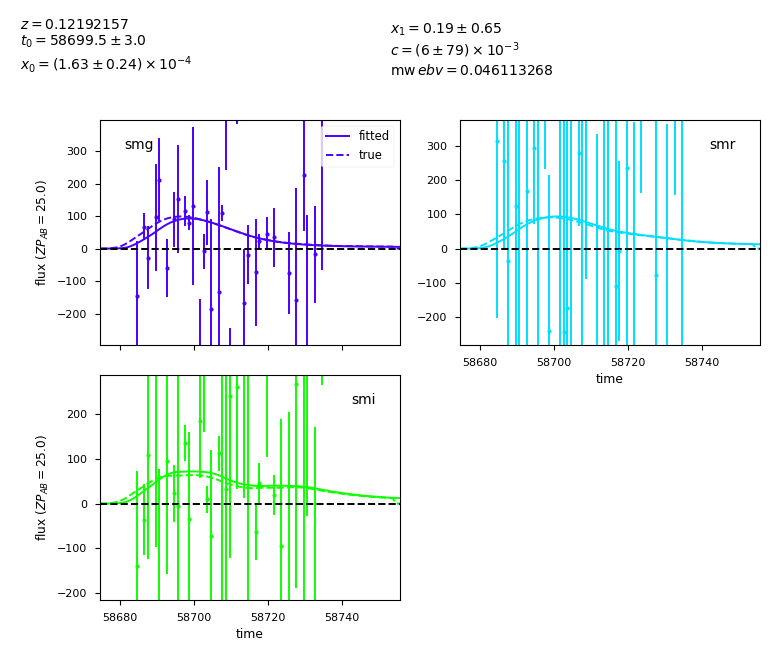 z = 0.12192157
t₀ = 58699.5 ± 3.0
x₀ = (1.63 ± 0.24) × 10⁻⁴
x₁ = 0.19 ± 0.65
c = (6 ± 79) × 10⁻³
mw ebv = 0.046113268
smg
fitted
true
300
200
100
0
−100
−200
flux (ZP_AB = 25.0)
smr
300
200
100
0
−100
−200
58680 58700 58720 58740
time
smi
200
100
0
−100
−200
flux (ZP_AB = 25.0)
58680 58700 58720 58740
time